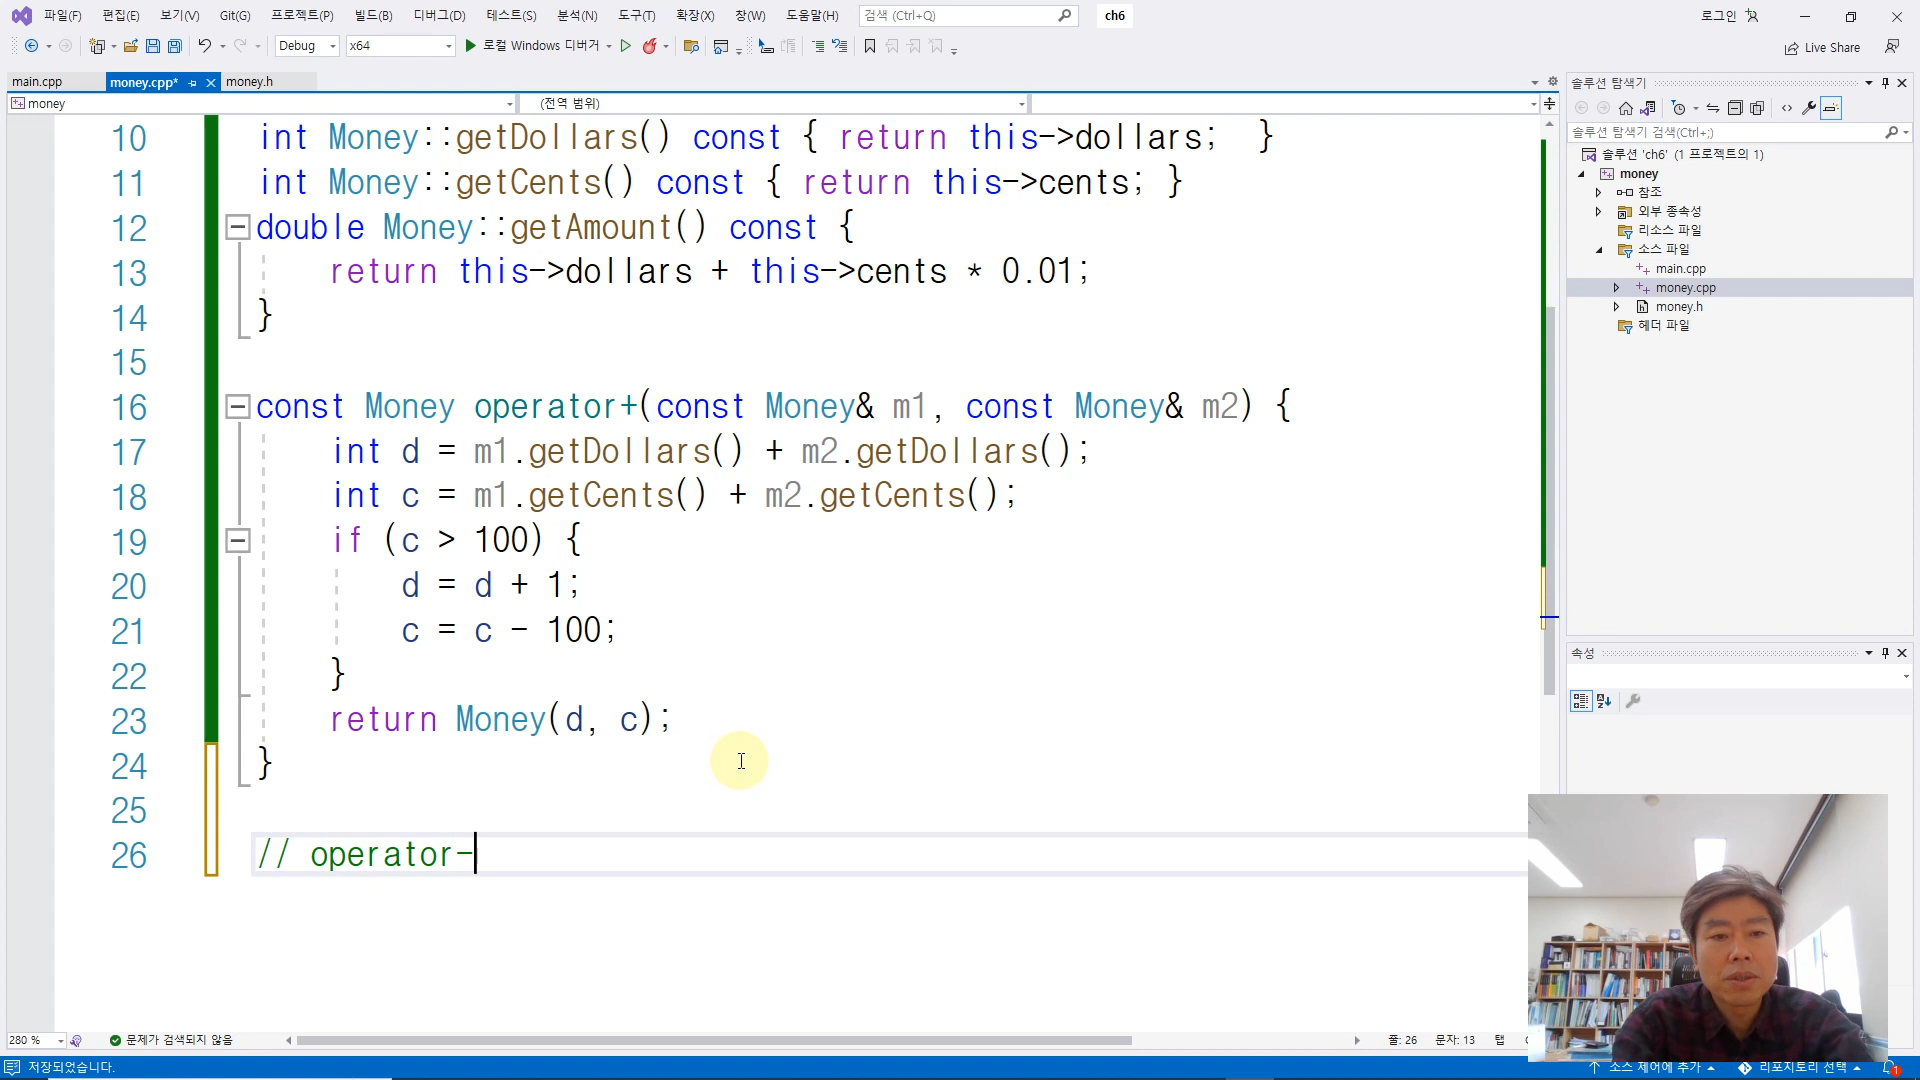 파일(F) 편집(E) 보기(V) Git(G) 프로젝트(P) 빌드(B) 디버그(D) 테스트(S) 분석(N) 도구(T) 확장(X) 창(W) 도움말(H) 검색 (Ctrl+Q) ch6 로그인
Debug x64 로컬 Windows 디버거 Live Share
main.cpp money.cpp* money.h
money (전역 범위)
10 int Money::getDollars() const { return this->dollars;  }
11 int Money::getCents() const { return this->cents; }
12 double Money::getAmount() const {
13 return this->dollars + this->cents * 0.01;
14 }
15
16 const Money operator+(const Money& m1, const Money& m2) {
17 int d = m1.getDollars() + m2.getDollars();
18 int c = m1.getCents() + m2.getCents();
19 if (c > 100) {
20 d = d + 1;
21 c = c - 100;
22 }
23 return Money(d, c);
24 }
25
26 // operator-
솔루션 탐색기
솔루션 탐색기 검색(Ctrl+;)
솔루션 'ch6' (1 프로젝트의 1)
money
참조
외부 종속성
리소스 파일
소스 파일
main.cpp
money.cpp
money.h
헤더 파일
속성
280 % 문제가 검색되지 않음 줄: 26 문자: 13 탭
저장되었습니다. 소스 제어에 추가 리포지토리 선택 1